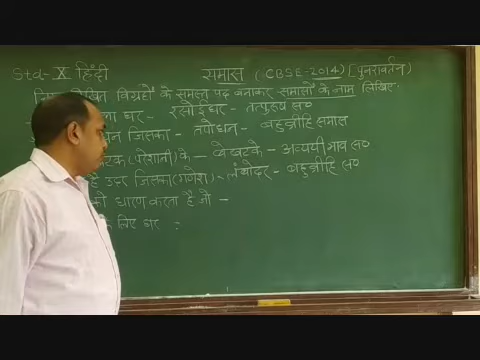 Std-X हिंदी समास (CBSE-2014) [पुनरावर्तन]
विग्रहों के समस्त पद बनाकर समासों के नाम लिखिए
घर - रसोईघर - तत्पुरूष स०
जिसका - तपोधन - बहुव्रीहि समास
(परेशानी) के - बेखटके - अव्ययीभाव स०
उदर जिसका (गणेश) - लंबोदर - बहुव्रीहि स०
को धारण करता है जो -
के लिए घर :